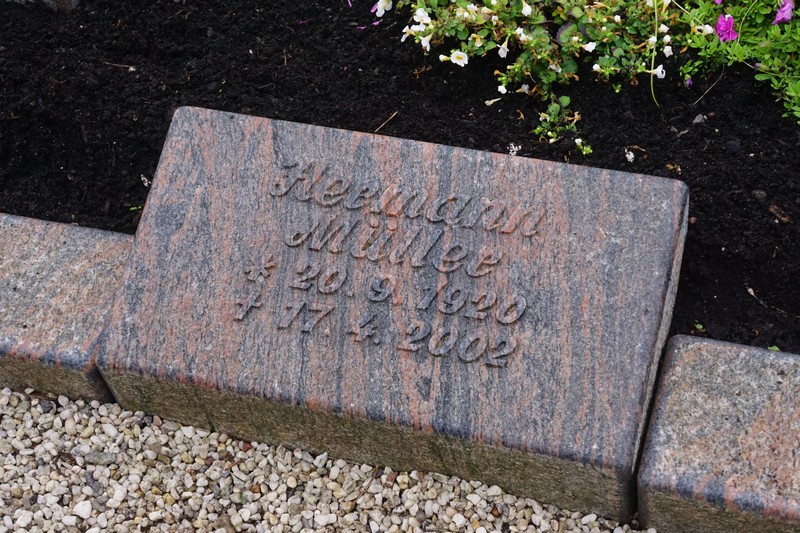 Hermann
Müller
* 20. 9. 1920
† 17. 4. 2002